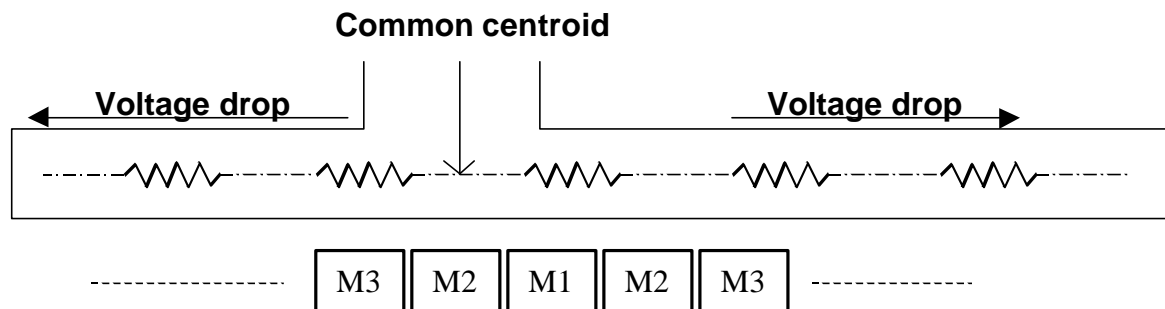 Common centroid
Voltage drop Voltage drop
M3 M2 M1 M2 M3